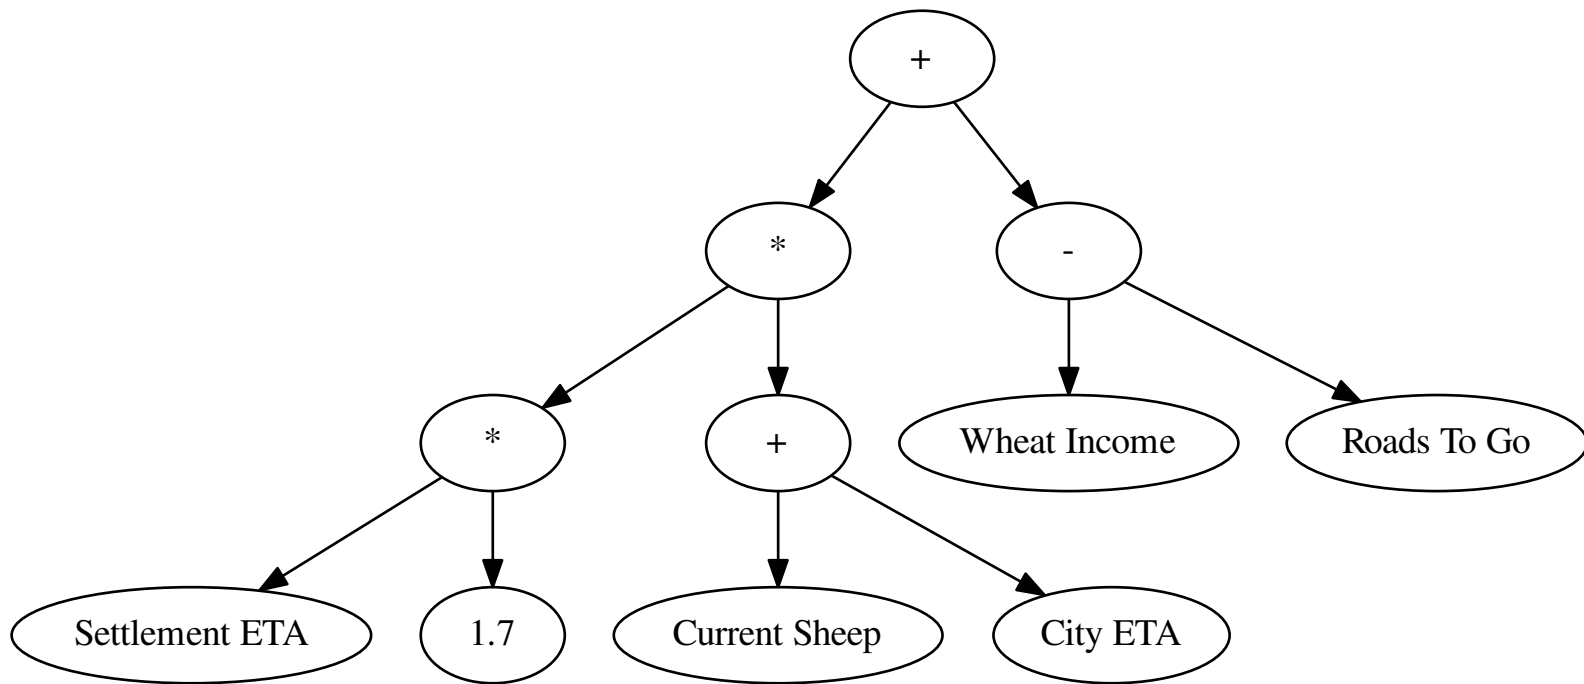 +
*
-
*
+
Wheat Income
Roads To Go
Settlement ETA
1.7
Current Sheep
City ETA